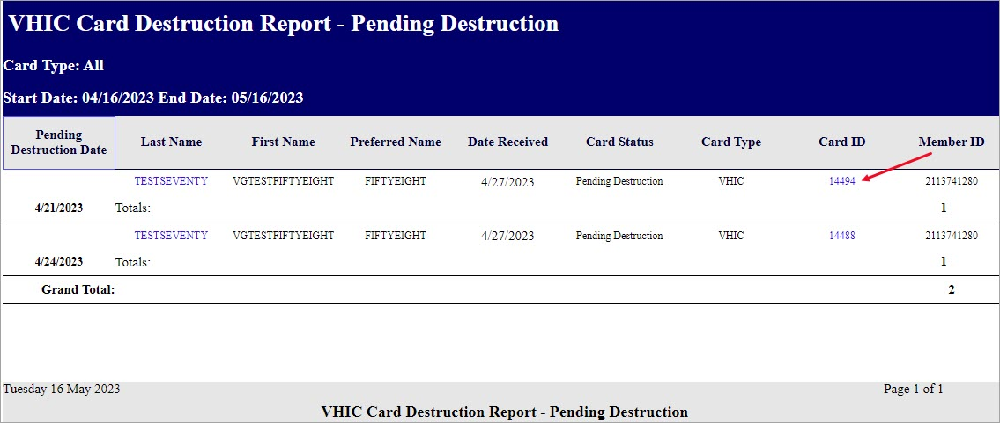 VHIC Card Destruction Report - Pending Destruction
Card Type: All
Start Date: 04/16/2023 End Date: 05/16/2023
Pending Destruction Date Last Name First Name Preferred Name Date Received Card Status Card Type Card ID Member ID
TESTSEVENTY VGTESTFIFTYEIGHT FIFTYEIGHT 4/27/2023 Pending Destruction VHIC 14494 2113741280
4/21/2023 Totals: 1
TESTSEVENTY VGTESTFIFTYEIGHT FIFTYEIGHT 4/27/2023 Pending Destruction VHIC 14488 2113741280
4/24/2023 Totals: 1
Grand Total: 2
Tuesday 16 May 2023 Page 1 of 1
VHIC Card Destruction Report - Pending Destruction